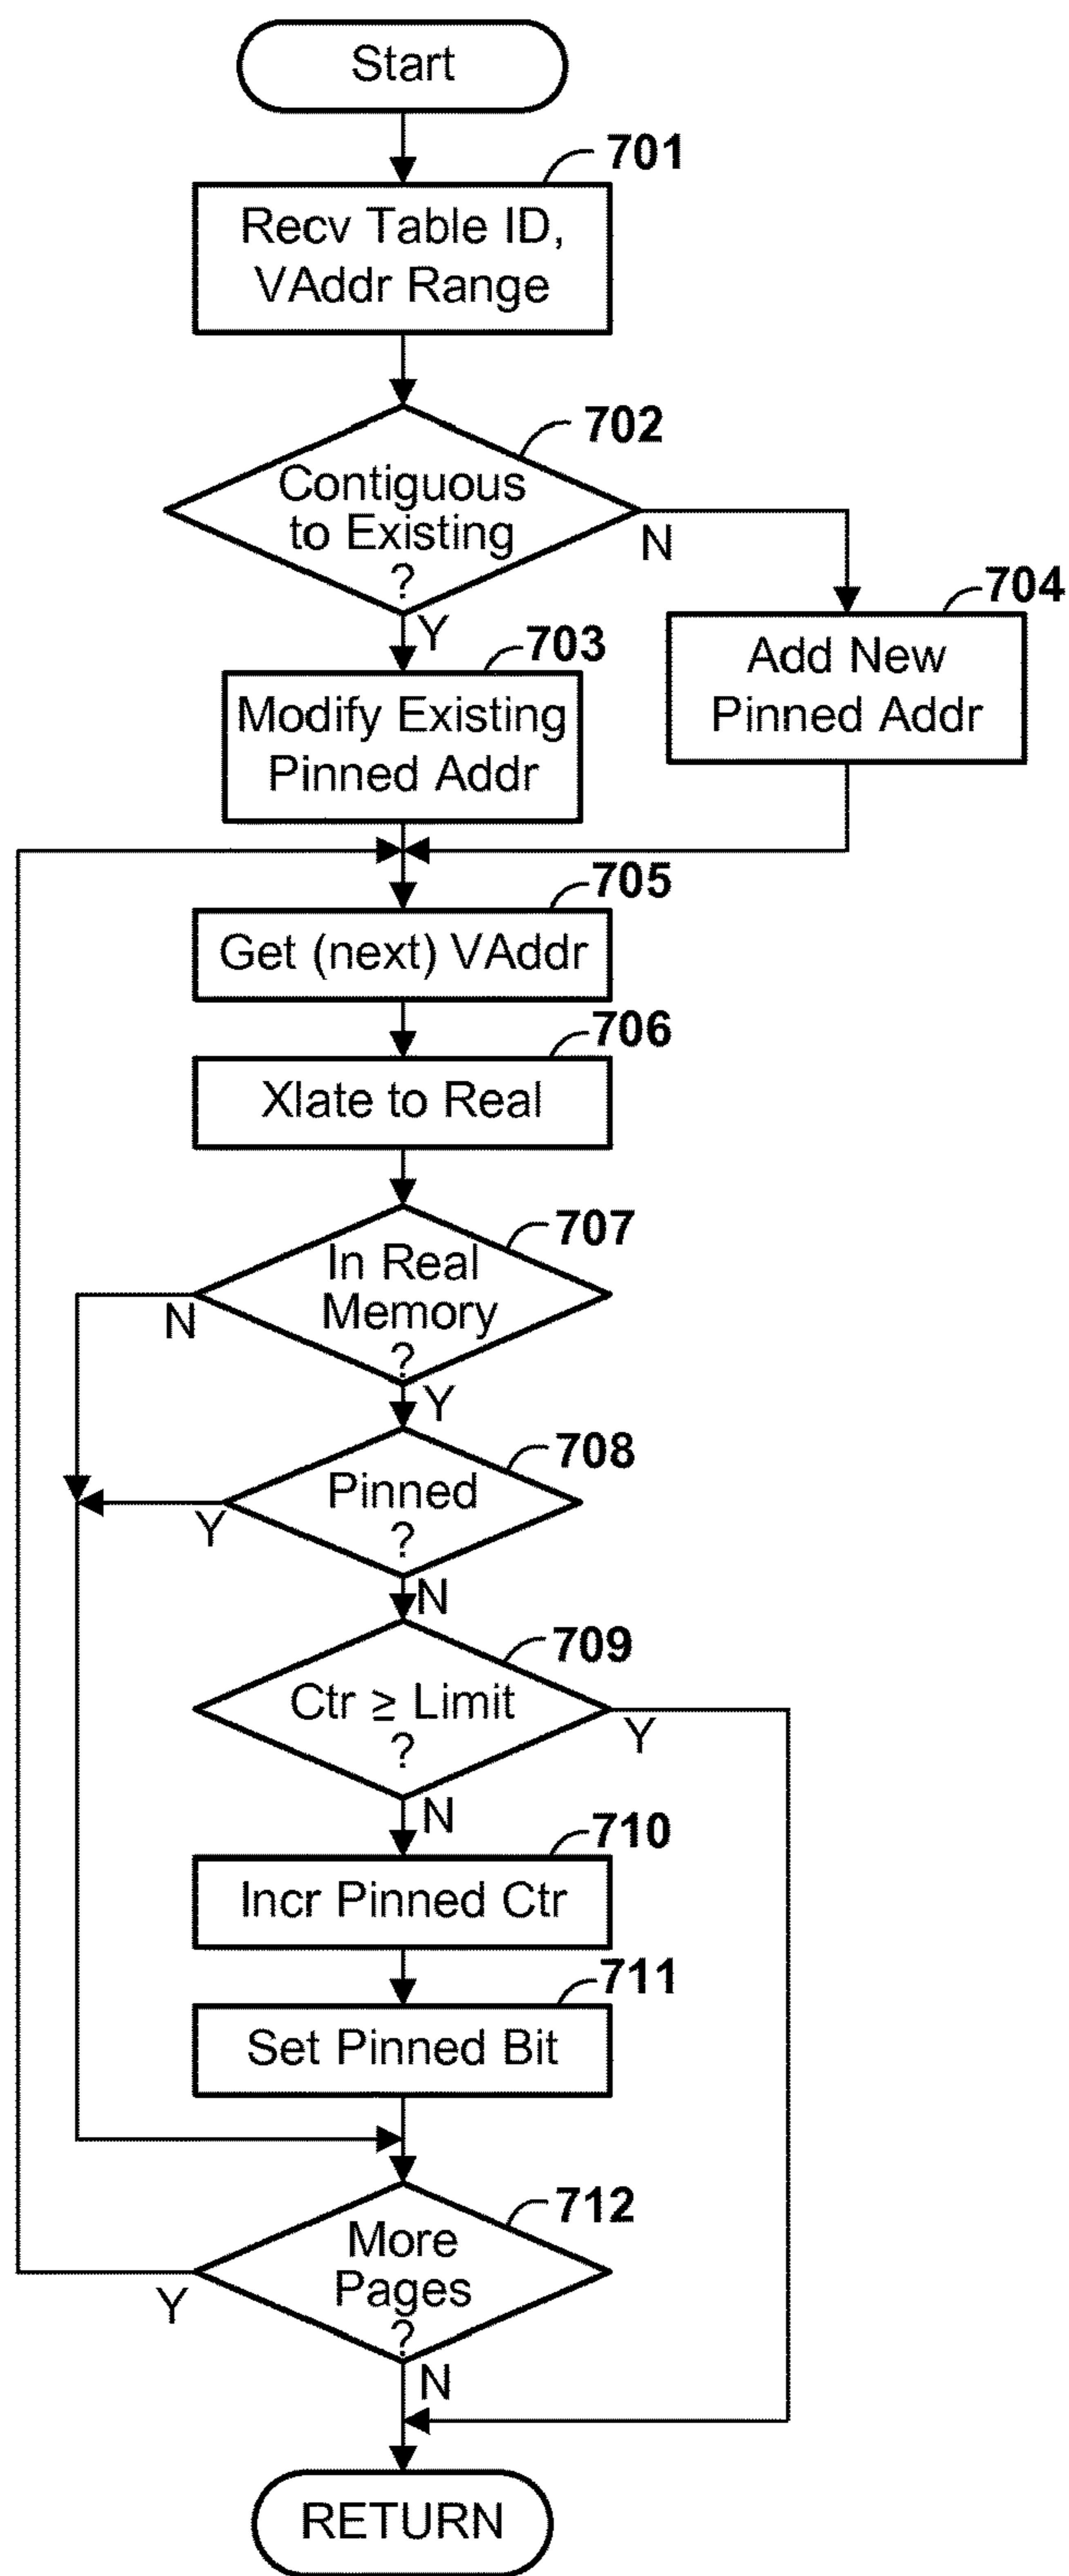 Start
701
Recv Table ID,
VAddr Range
702
Contiguous
to Existing
?
N
Y
704
Add New
Pinned Addr
703
Modify Existing
Pinned Addr
705
Get (next) VAddr
706
Xlate to Real
707
In Real
Memory
?
N
Y
708
Pinned
?
Y
N
709
Ctr ≥ Limit
?
Y
N
710
Incr Pinned Ctr
711
Set Pinned Bit
712
More
Pages
?
Y
N
RETURN